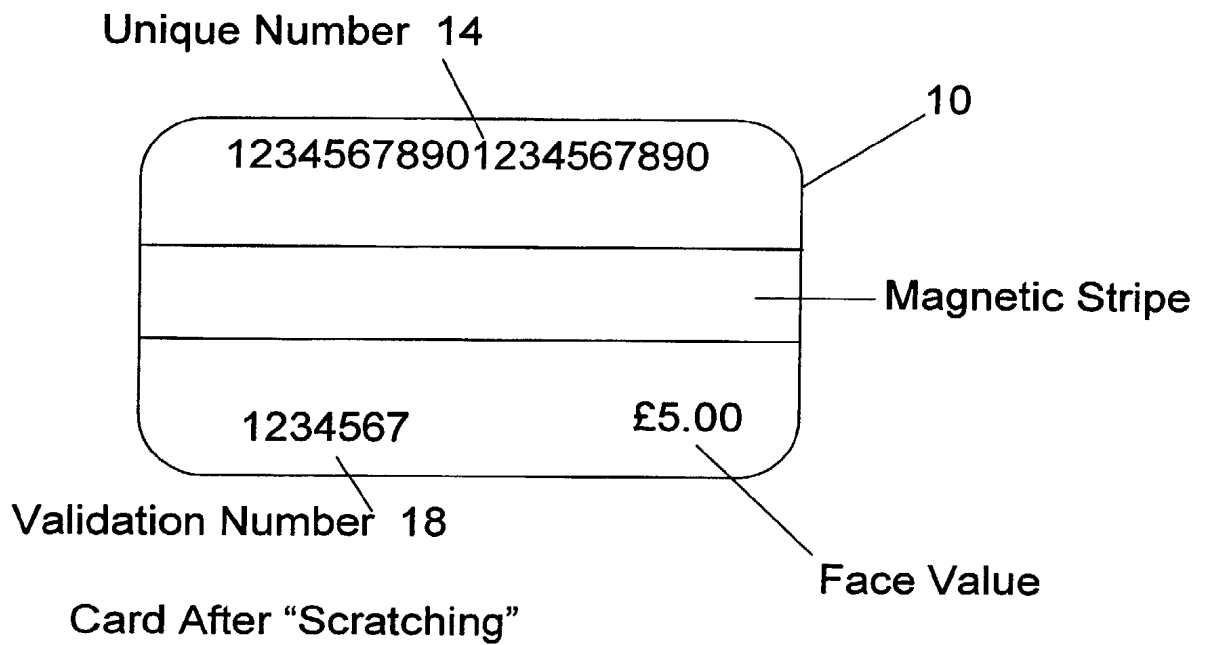 Unique Number 14
10
12345678901234567890
Magnetic Stripe
1234567
£5.00
Validation Number 18
Face Value
Card After “Scratching”